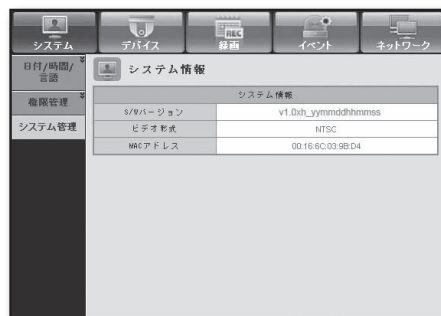 システム
デバイス
REC
録画
イベント
ネットワーク
日付/時間/
言語
権限管理
システム管理
システム情報
システム情報
S/Wバージョン
v1.0xh_yymmddhhmmss
ビデオ形式
NTSC
MACアドレス
00:16:6C:03:9B:D4